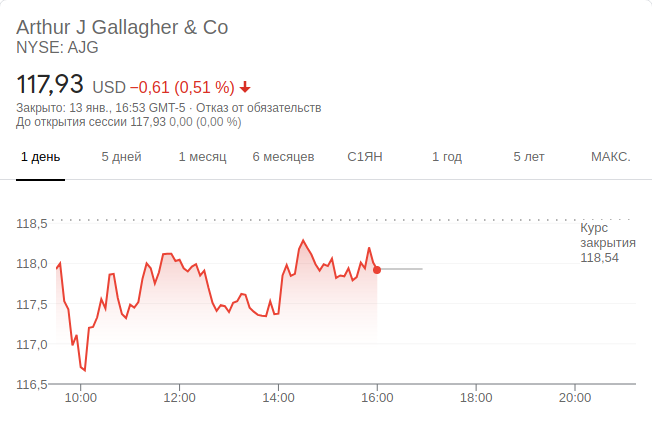 Arthur J Gallagher & Co
NYSE: AJG
117,93 USD −0,61 (0,51 %)
Закрыто: 13 янв., 16:53 GMT-5 · Отказ от обязательств
До открытия сессии 117,93 0,00 (0,00 %)
1 день 5 дней 1 месяц 6 месяцев С1ЯН 1 год 5 лет МАКС.
118,5
Курс
закрытия
118,54
118,0
117,5
117,0
116,5
10:00 12:00 14:00 16:00 18:00 20:00